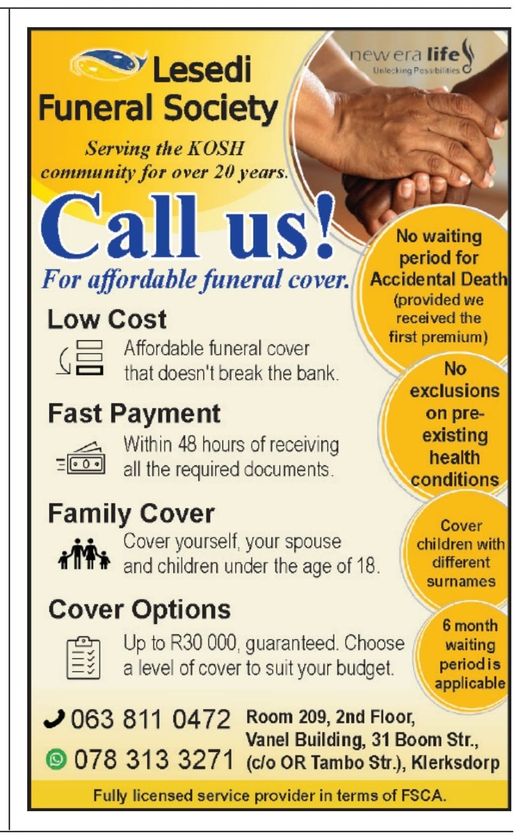 Lesedi
Funeral Society
Serving the KOSH
community for over 20 years.
new era life
Unlocking Possibilities
Call us!
For affordable funeral cover.
No waiting
period for
Accidental Death
(provided we
received the
first premium)
Low Cost
Affordable funeral cover
that doesn't break the bank.
No
exclusions
on pre-
existing
health
conditions
Fast Payment
Within 48 hours of receiving
all the required documents.
Family Cover
Cover yourself, your spouse
and children under the age of 18.
Cover
children with
different
surnames
Cover Options
Up to R30 000, guaranteed. Choose
a level of cover to suit your budget.
6 month
waiting
period is
applicable
063 811 0472
078 313 3271
Room 209, 2nd Floor,
Vanel Building, 31 Boom Str.,
(c/o OR Tambo Str.), Klerksdorp
Fully licensed service provider in terms of FSCA.